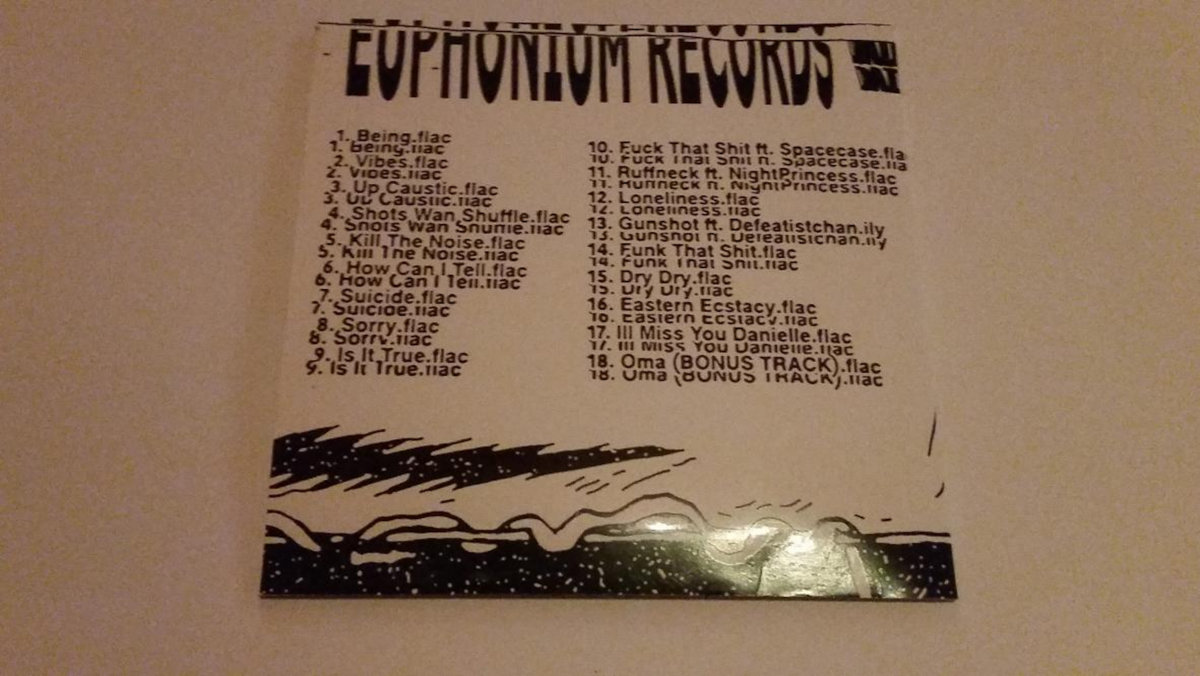 EUPHONIUM RECORDS
1. Being.flac
1. Being.flac
2. Vibes.flac
2. Vibes.flac
3. Up Caustic.flac
3. Up Caustic.flac
4. Shots Wan Shuffle.flac
4. Shots Wan Shuffle.flac
5. Kill The Noise.flac
5. Kill The Noise.flac
6. How Can I Tell.flac
6. How Can I Tell.flac
7. Suicide.flac
7. Suicide.flac
8. Sorry.flac
8. Sorry.flac
9. Is It True.flac
9. Is It True.flac
10. Fuck That Shit ft. Spacecase.fla
10. Fuck That Shit ft. Spacecase.fla
11. Ruffneck ft. NightPrincess.flac
11. Ruffneck ft. NightPrincess.flac
12. Loneliness.flac
12. Loneliness.flac
13. Gunshot ft. Defeatistchan.ily
13. Gunshot ft. Defeatistchan.ily
14. Funk That Shit.flac
14. Funk That Shit.flac
15. Dry Dry.flac
15. Dry Dry.flac
16. Eastern Ecstacy.flac
16. Eastern Ecstacy.flac
17. Ill Miss You Danielle.flac
17. Ill Miss You Danielle.flac
18. Oma (BONUS TRACK).flac
18. Oma (BONUS TRACK).flac